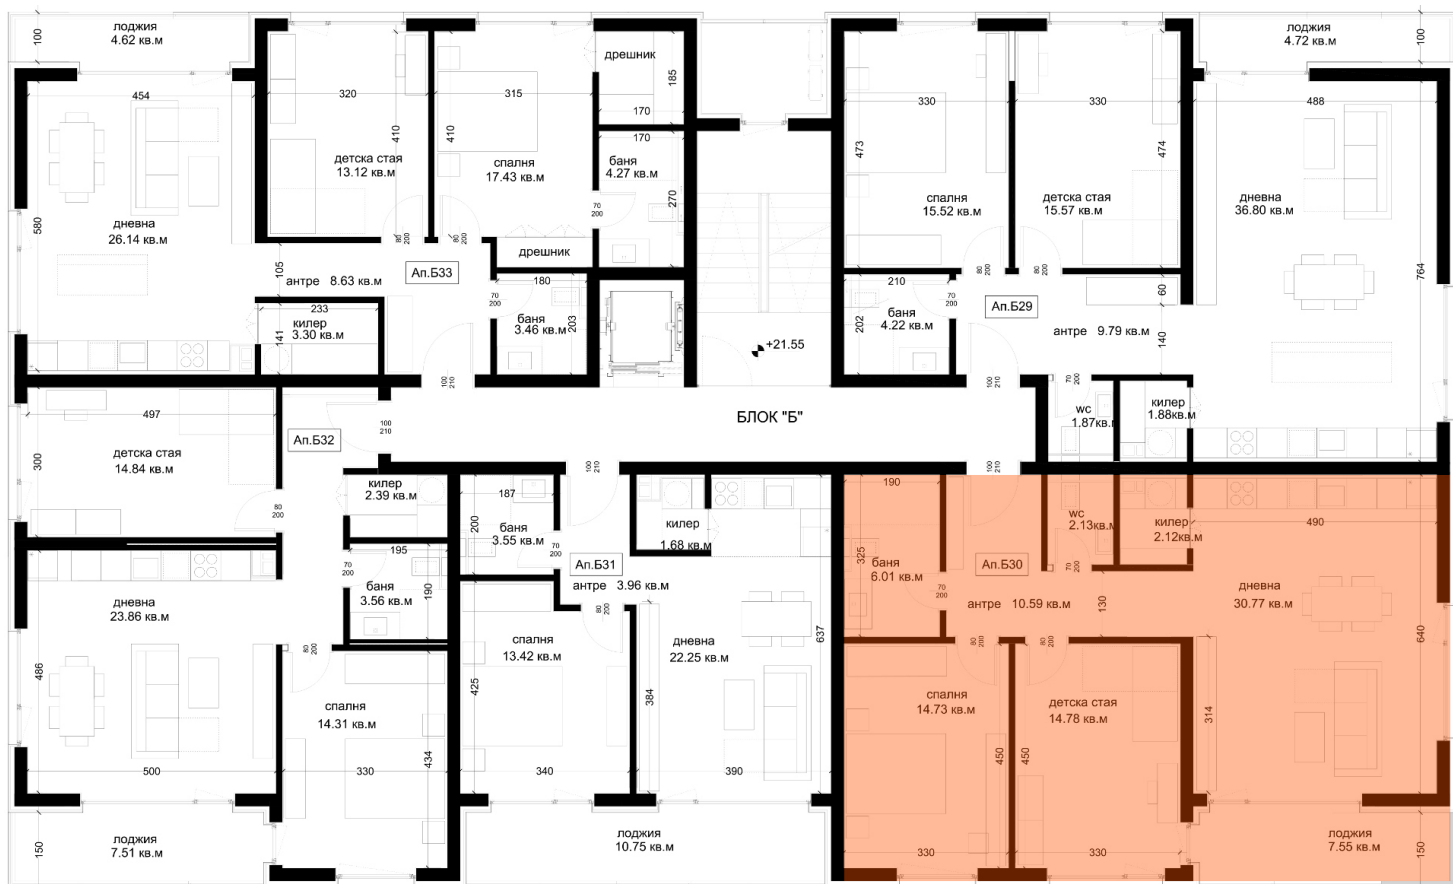 лоджия
4.62 кв.м
100
454
580
дневна
26.14 кв.м
320
410
детска стая
13.12 кв.м
80
200
315
410
спалня
17.43 кв.м
80
200
дрешник
185
170
170
баня
4.27 кв.м
270
70
200
дрешник
105
антре 8.63 кв.м
Ап.Б33
233
141
килер
3.30 кв.м
180
70
200
баня
3.46 кв.м
203
100
210
+21.55
БЛОК "Б"
лоджия
4.72 кв.м
100
330
473
спалня
15.52 кв.м
80
200
330
474
детска стая
15.57 кв.м
80
200
488
дневна
36.80 кв.м
764
210
202
баня
4.22 кв.м
70
200
Ап.Б29
60
антре 9.79 кв.м
140
100
210
70
200
wc
1.87кв.м
килер
1.88кв.м
497
300
детска стая
14.84 кв.м
80
200
Ап.Б32
100
210
килер
2.39 кв.м
195
70
200
баня
3.56 кв.м
190
дневна
23.86 кв.м
486
500
80
200
спалня
14.31 кв.м
434
330
лоджия
7.51 кв.м
150
100
210
187
200
баня
3.55 кв.м
70
200
Ап.Б31
антре 3.96 кв.м
килер
1.68 кв.м
80
200
спалня
13.42 кв.м
425
340
дневна
22.25 кв.м
637
384
390
лоджия
10.75 кв.м
100
210
190
325
баня
6.01 кв.м
70
200
Ап.Б30
антре 10.59 кв.м
130
wc
2.13кв.м
70
200
килер
2.12кв.м
490
дневна
30.77 кв.м
640
314
80
200
80
200
спалня
14.73 кв.м
450
330
детска стая
14.78 кв.м
450
330
лоджия
7.55 кв.м
150